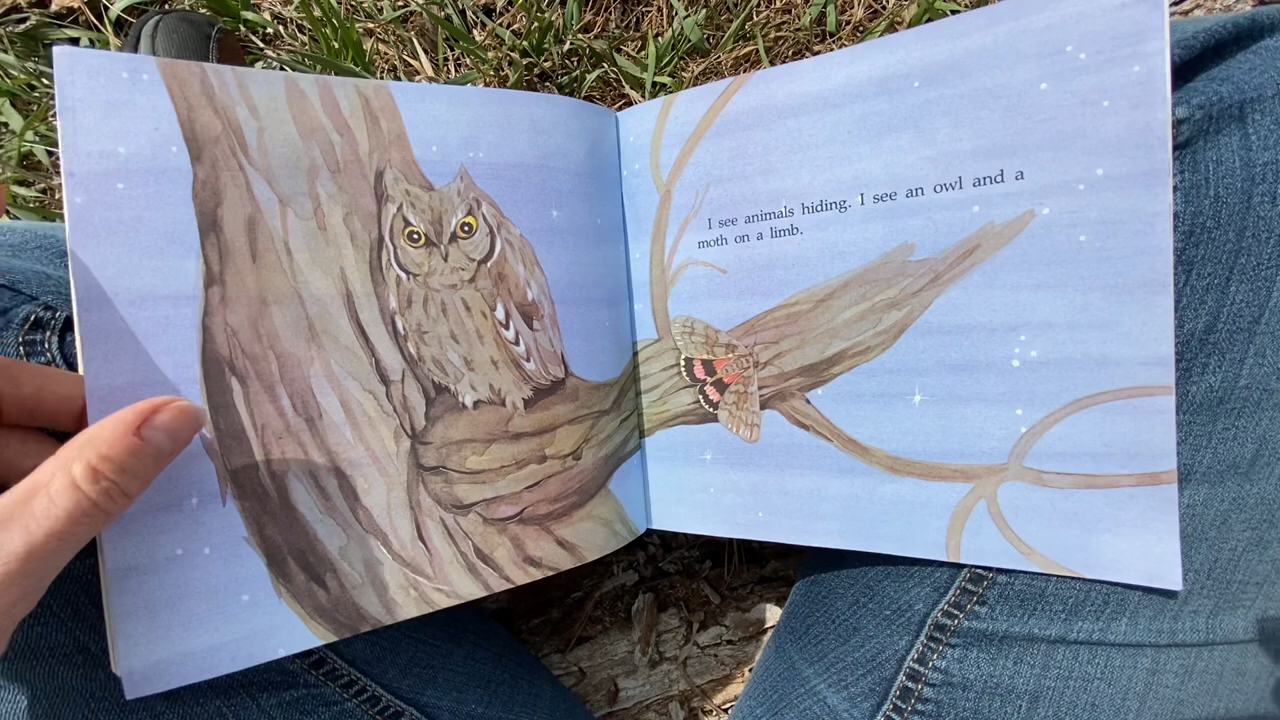 I see animals hiding. I see an owl and a
moth on a limb.